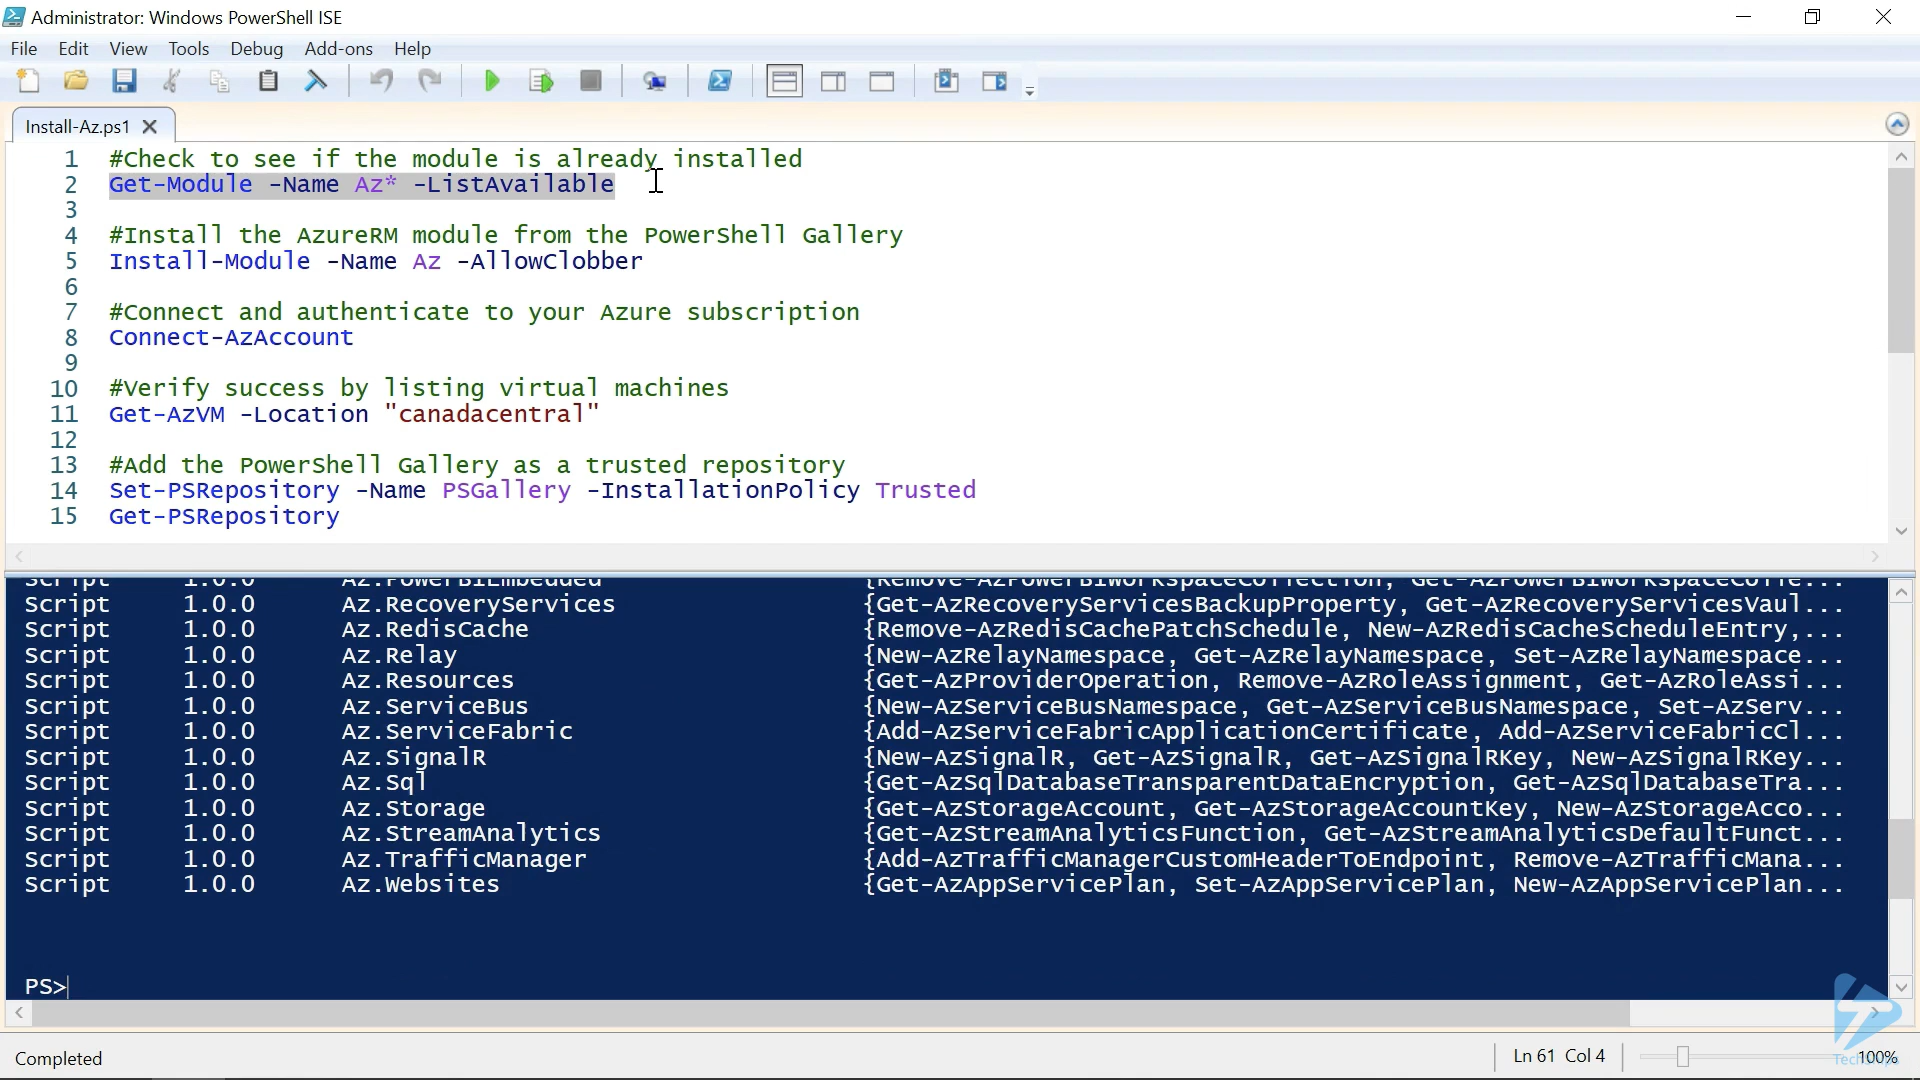 Administrator: Windows PowerShell ISE
File Edit View Tools Debug Add-ons Help
Install-Az.ps1
1 #Check to see if the module is already installed
2 Get-Module -Name Az* -ListAvailable
3
4 #Install the AzureRM module from the PowerShell Gallery
5 Install-Module -Name Az -AllowClobber
6
7 #Connect and authenticate to your Azure subscription
8 Connect-AzAccount
9
10 #Verify success by listing virtual machines
11 Get-AzVM -Location "canadacentral"
12
13 #Add the PowerShell Gallery as a trusted repository
14 Set-PSRepository -Name PSGallery -InstallationPolicy Trusted
15 Get-PSRepository
Script 1.0.0 Az.PowerBIEmbedded {Remove-AzPowerBIWorkspaceCollection, Get-AzPowerBIWorkspaceColle...
Script 1.0.0 Az.RecoveryServices {Get-AzRecoveryServicesBackupProperty, Get-AzRecoveryServicesVaul...
Script 1.0.0 Az.RedisCache {Remove-AzRedisCachePatchSchedule, New-AzRedisCacheScheduleEntry,...
Script 1.0.0 Az.Relay {New-AzRelayNamespace, Get-AzRelayNamespace, Set-AzRelayNamespace...
Script 1.0.0 Az.Resources {Get-AzProviderOperation, Remove-AzRoleAssignment, Get-AzRoleAssi...
Script 1.0.0 Az.ServiceBus {New-AzServiceBusNamespace, Get-AzServiceBusNamespace, Set-AzServ...
Script 1.0.0 Az.ServiceFabric {Add-AzServiceFabricApplicationCertificate, Add-AzServiceFabricCl...
Script 1.0.0 Az.SignalR {New-AzSignalR, Get-AzSignalR, Get-AzSignalRKey, New-AzSignalRKey...
Script 1.0.0 Az.Sql {Get-AzSqlDatabaseTransparentDataEncryption, Get-AzSqlDatabaseTra...
Script 1.0.0 Az.Storage {Get-AzStorageAccount, Get-AzStorageAccountKey, New-AzStorageAcco...
Script 1.0.0 Az.StreamAnalytics {Get-AzStreamAnalyticsFunction, Get-AzStreamAnalyticsDefaultFunct...
Script 1.0.0 Az.TrafficManager {Add-AzTrafficManagerCustomHeaderToEndpoint, Remove-AzTrafficMana...
Script 1.0.0 Az.Websites {Get-AzAppServicePlan, Set-AzAppServicePlan, New-AzAppServicePlan...
PS>
Completed Ln 61 Col 4 100%